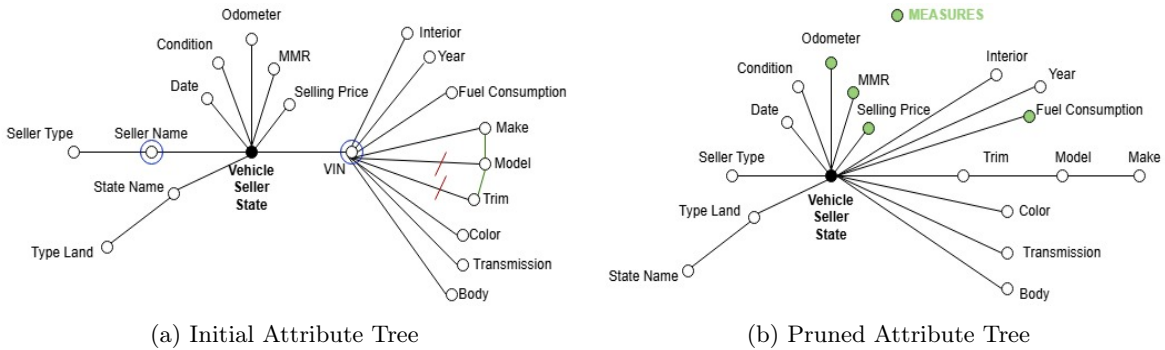 Odometer
Condition
MMR
Date
Selling Price
Interior
Year
Fuel Consumption
Make
Seller Type
Seller Name
VIN
Model
Vehicle
Seller
State
State Name
Trim
Type Land
Color
Transmission
Body
(a) Initial Attribute Tree
MEASURES
Odometer
Condition
MMR
Date
Selling Price
Interior
Year
Fuel Consumption
Seller Type
Trim
Model
Make
Vehicle
Seller
State
Type Land
State Name
Color
Transmission
Body
(b) Pruned Attribute Tree